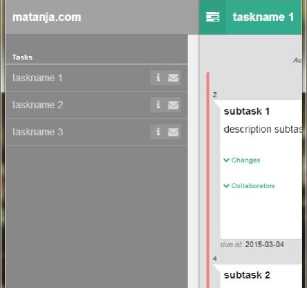 matanja.com
Tasks
taskname 1
taskname 2
taskname 3
taskname 1
2
subtask 1
description subtas
Changes
Collaborators
due at: 2015-03-04
4
subtask 2